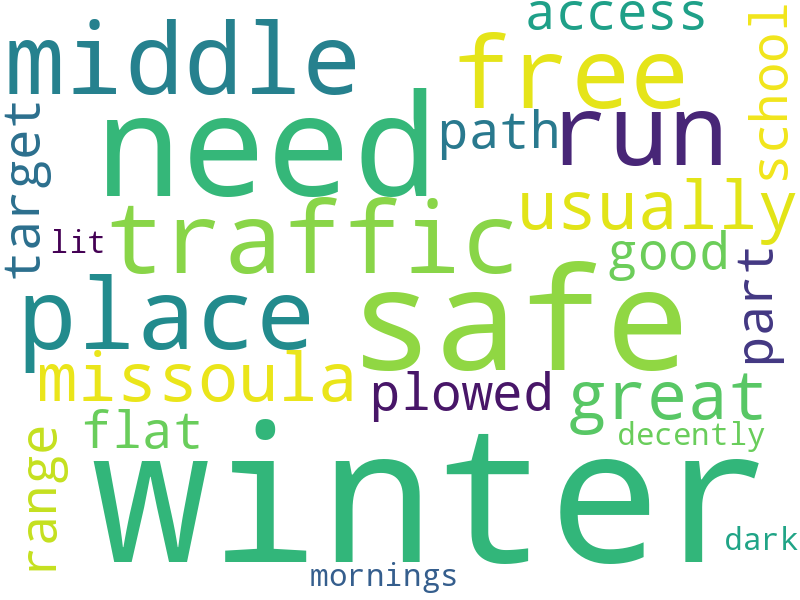 access
middle
free
school
need
path
run
target
usually
traffic
lit
good
part
place
safe
missoula
plowed
great
flat
decently
range
winter
dark
mornings